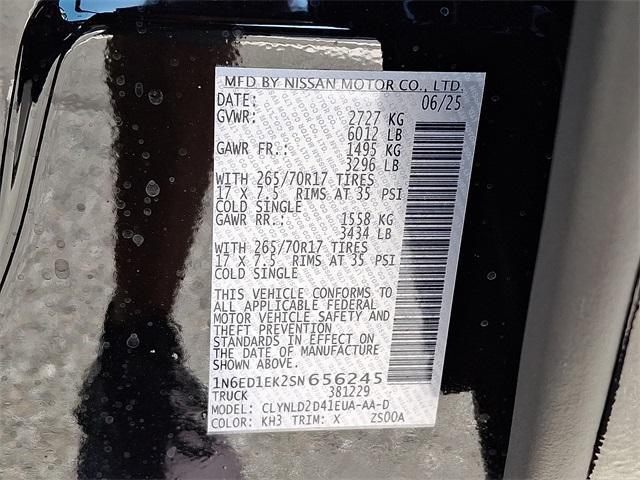 MFD BY NISSAN MOTOR CO., LTD.
DATE: 06/25
GVWR: 2727 KG
6012 LB
GAWR FR.: 1495 KG
3296 LB
WITH 265/70R17 TIRES
17 X 7.5 RIMS AT 35 PSI
COLD SINGLE
GAWR RR.: 1558 KG
3434 LB
WITH 265/70R17 TIRES
17 X 7.5 RIMS AT 35 PSI
COLD SINGLE
THIS VEHICLE CONFORMS TO
ALL APPLICABLE FEDERAL
MOTOR VEHICLE SAFETY AND
THEFT PREVENTION
STANDARDS IN EFFECT ON
THE DATE OF MANUFACTURE
SHOWN ABOVE.
1N6ED1EK2SN656245
TRUCK 381229
MODEL: CLYNLD2D41EUA-AA-D
COLOR: KH3 TRIM: X ZS00A